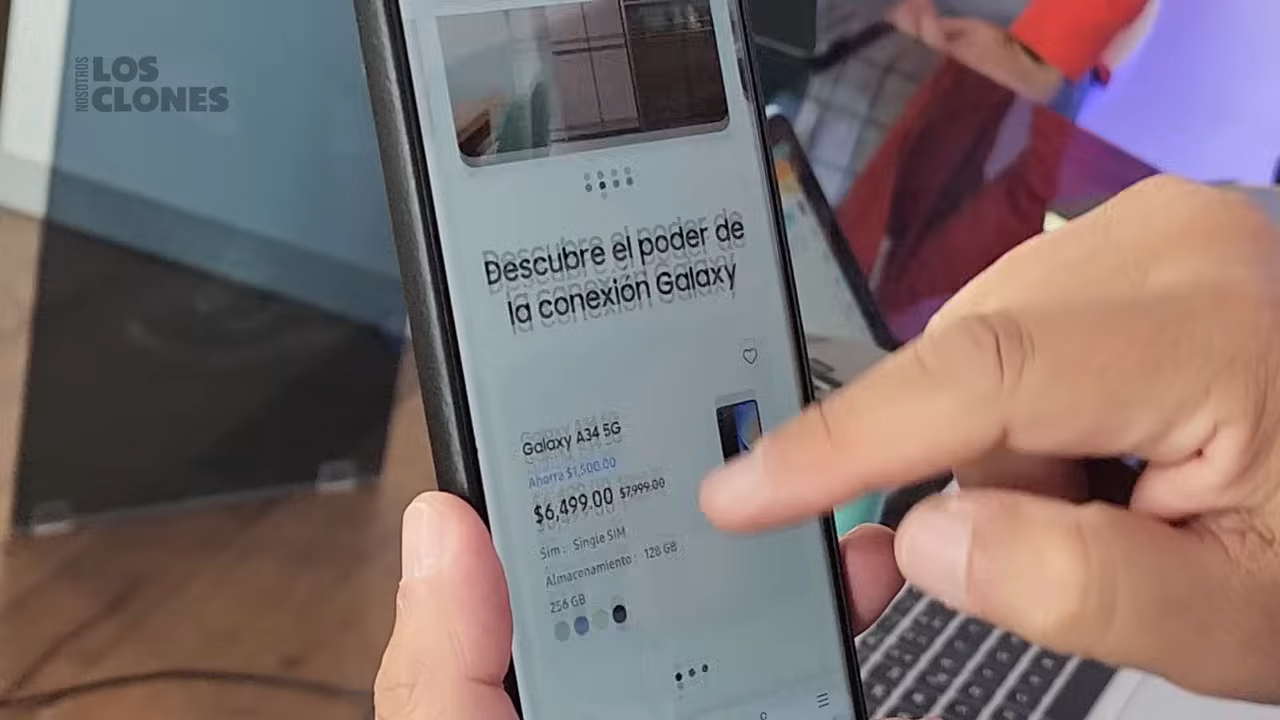 NOSOTROS
LOS
CLONES
Descubre el poder de
la conexión Galaxy
Galaxy A34 5G
Ahorra $1,500.00
$6,499.00 $7,999.00
Sim : Single SIM
Almacenamiento : 128 GB
256 GB